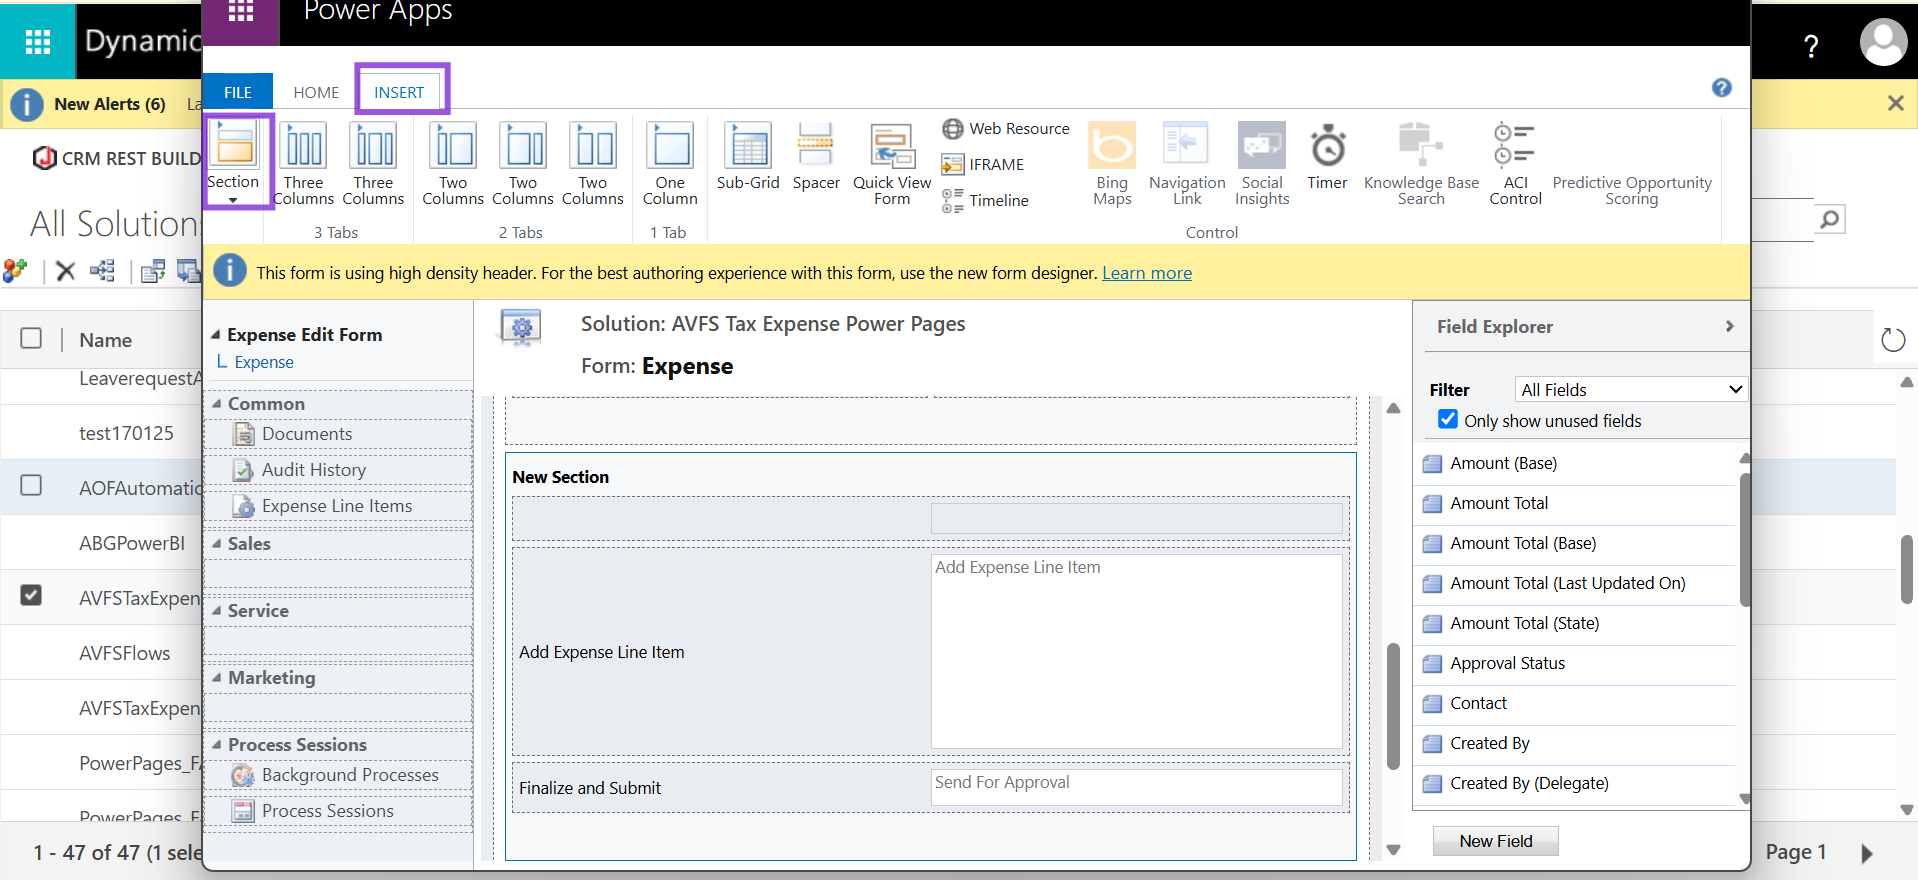 Power Apps
Dynamic
?
New Alerts (6) La
FILE HOME INSERT
CRM REST BUILD
Section
Three Columns
Three Columns
3 Tabs
Two Columns
Two Columns
Two Columns
2 Tabs
One Column
1 Tab
Sub-Grid
Spacer
Quick View Form
Web Resource
IFRAME
Timeline
Bing Maps
Navigation Link
Social Insights
Timer
Knowledge Base Search
ACI Control
Predictive Opportunity Scoring
Control
All Solutions
This form is using high density header. For the best authoring experience with this form, use the new form designer. Learn more
Name
LeaverequestA
test170125
AOFAutomatic
ABGPowerBI
AVFSTaxExpen
AVFSFlows
AVFSTaxExpen
PowerPages_FA
PowerPages_F
1 - 47 of 47 (1 sele
Expense Edit Form
Expense
Common
Documents
Audit History
Expense Line Items
Sales
Service
Marketing
Process Sessions
Background Processes
Process Sessions
Solution: AVFS Tax Expense Power Pages
Form: Expense
New Section
Add Expense Line Item
Add Expense Line Item
Finalize and Submit
Send For Approval
Field Explorer
Filter
All Fields
Only show unused fields
Amount (Base)
Amount Total
Amount Total (Base)
Amount Total (Last Updated On)
Amount Total (State)
Approval Status
Contact
Created By
Created By (Delegate)
New Field
Page 1